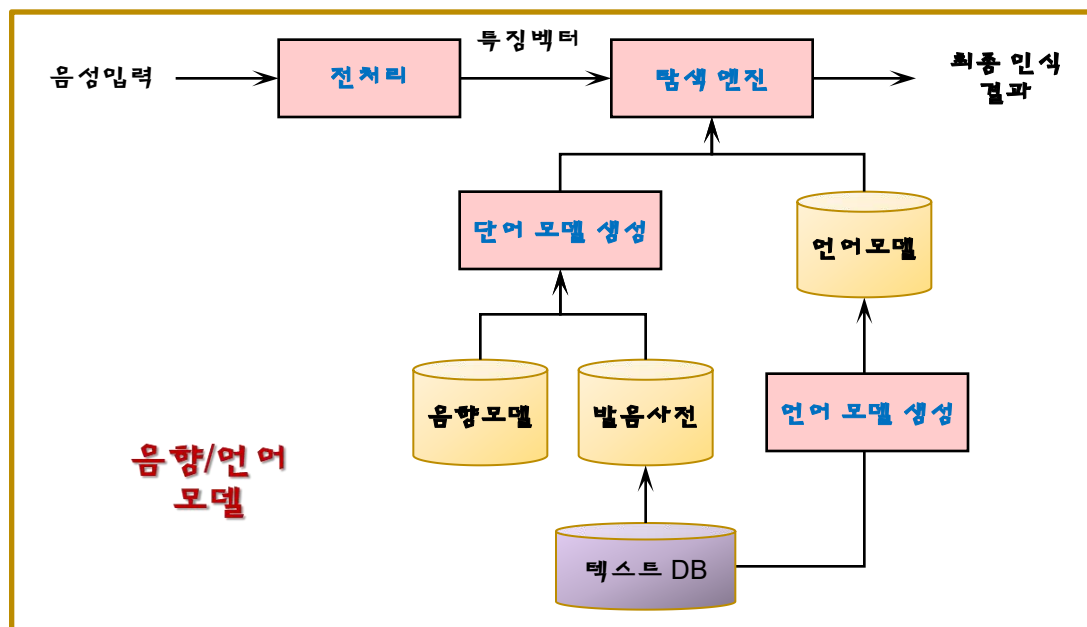 특징벡터
음성입력
전처리
탐색 엔진
최종 인식
결과
단어 모델 생성
언어모델
음향모델
발음사전
언어 모델 생성
음향/언어
모델
텍스트 DB